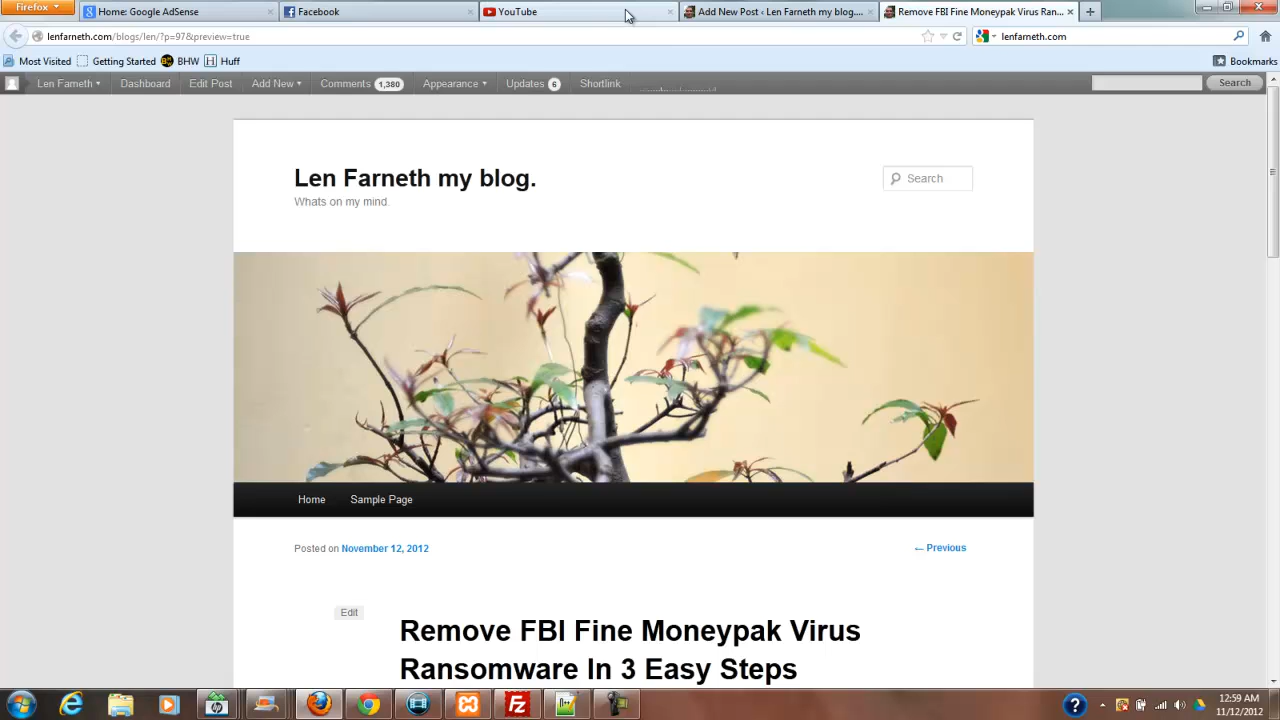 Firefox
Home: Google AdSense
Facebook
YouTube
Add New Post ‹ Len Farneth my blog....
Remove FBI Fine Moneypak Virus Ran...
lenfarneth.com/blogs/len/?p=97&preview=true
lenfarneth.com
Most Visited
Getting Started
BHW
Huff
Bookmarks
Len Farneth
Dashboard
Edit Post
Add New
Comments 1,380
Appearance
Updates 6
Shortlink
Search
Len Farneth my blog.
Search
Whats on my mind.
Home
Sample Page
Posted on November 12, 2012
← Previous
Edit
Remove FBI Fine Moneypak Virus
Ransomware In 3 Easy Steps
12:59 AM
11/12/2012